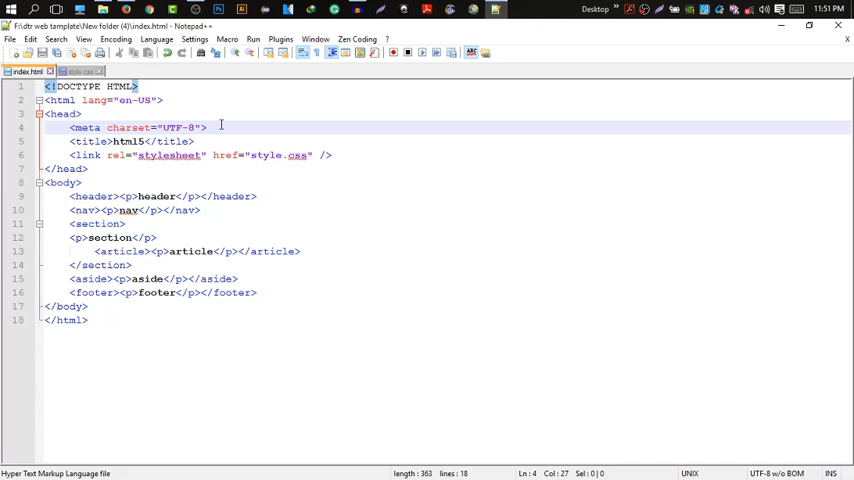 11:51 PM
Desktop
F:\dtr web tamplate\New folder (4)\index.html - Notepad++
File Edit Search View Encoding Language Settings Macro Run Plugins Window Zen Coding ?
index.html style.css
1 <!DOCTYPE HTML>
2 <html lang="en-US">
3 <head>
4 <meta charset="UTF-8">
5 <title>html5</title>
6 <link rel="stylesheet" href="style.css" />
7 </head>
8 <body>
9 <header><p>header</p></header>
10 <nav><p>nav</p></nav>
11 <section>
12 <p>section</p>
13 <article><p>article</p></article>
14 </section>
15 <aside><p>aside</p></aside>
16 <footer><p>footer</p></footer>
17 </body>
18 </html>
Hyper Text Markup Language file length : 363 lines : 18 Ln : 4 Col : 27 Sel : 0 | 0 UNIX UTF-8 w/o BOM INS